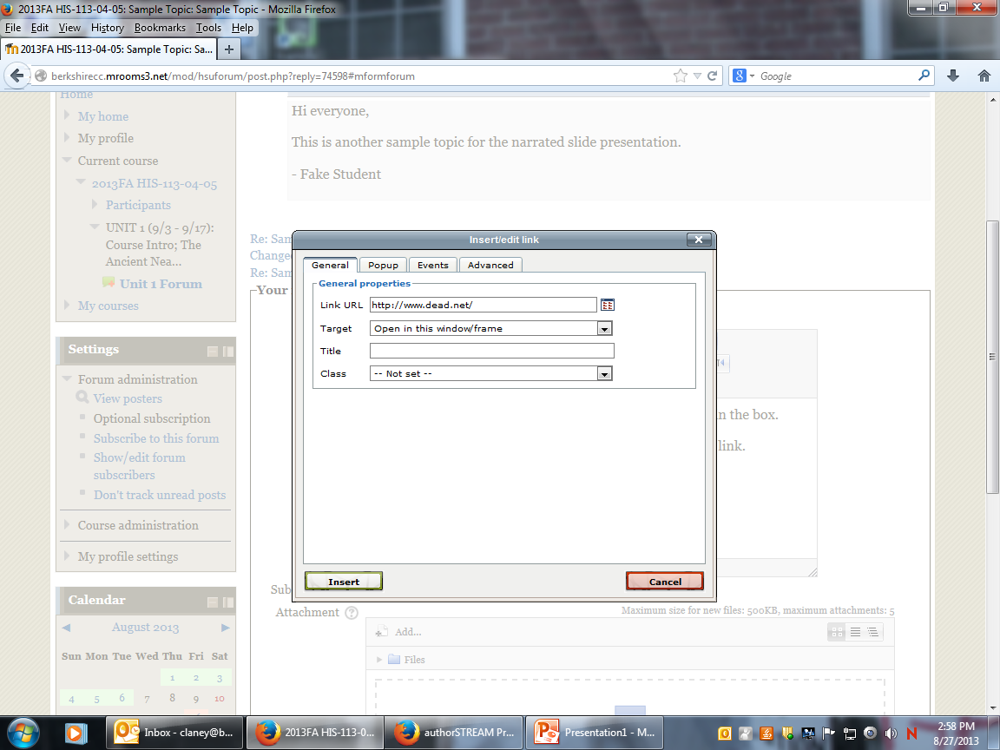 2013FA HIS-113-04-05: Sample Topic: Sample Topic - Mozilla Firefox
File Edit View History Bookmarks Tools Help
2013FA HIS-113-04-05: Sample Topic: Sa...
berkshirecc.mrooms3.net/mod/hsuforum/post.php?reply=74598#mformforum
Google
Home
My home
My profile
Current course
2013FA HIS-113-04-05
Participants
UNIT 1 (9/3 - 9/17):
Course Intro; The
Ancient Nea...
Unit 1 Forum
My courses
Settings
Forum administration
View posters
Optional subscription
Subscribe to this forum
Show/edit forum
subscribers
Don't track unread posts
Course administration
My profile settings
Calendar
August 2013
Sun Mon Tue Wed Thu Fri Sat
1 2 3
4 5 6 7 8 9 10
Hi everyone,
This is another sample topic for the narrated slide presentation.
- Fake Student
Re: Sam
Change
Re: Sam
Your
n the box.
link.
Insert/edit link
General Popup Events Advanced
General properties
Link URL http://www.dead.net/
Target Open in this window/frame
Title
Class -- Not set --
Insert Cancel
Sub
Attachment
Maximum size for new files: 500KB, maximum attachments: 5
Add...
Files
Inbox - claney@b...
2013FA HIS-113-0...
authorSTREAM Pr...
Presentation1 - M...
2:58 PM
8/27/2013